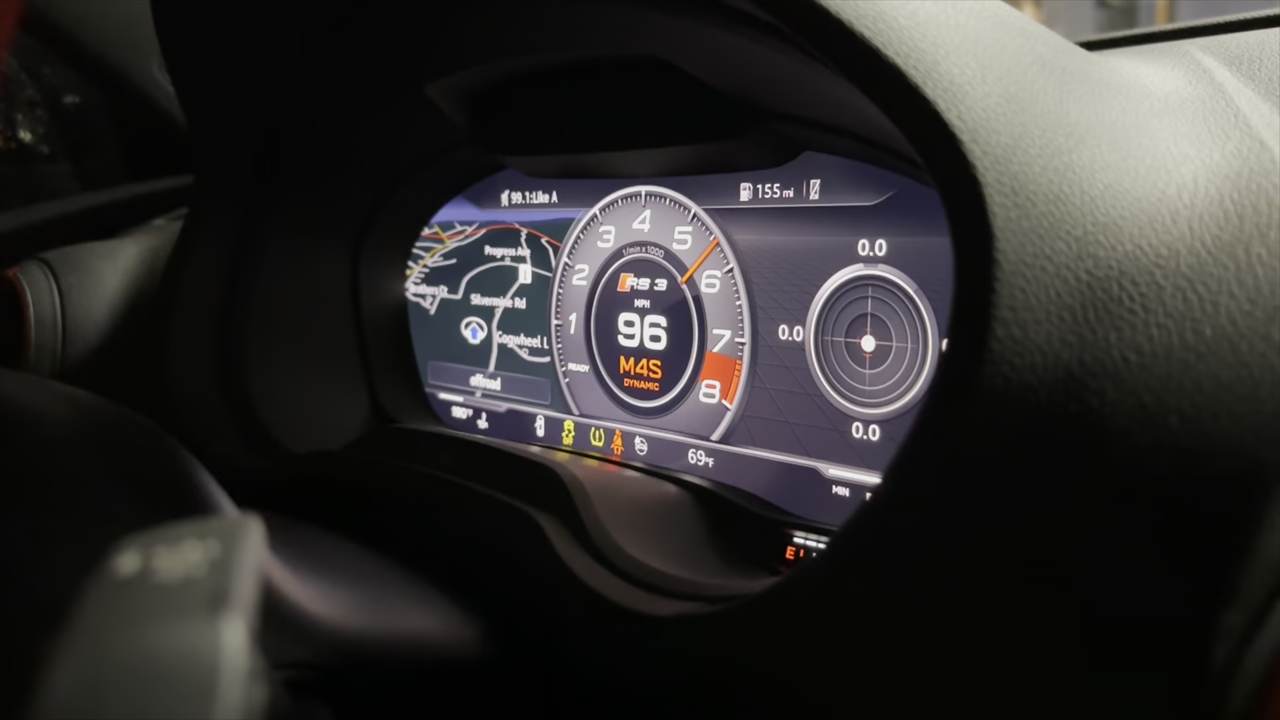 99.1:Like A
155 mi
Progress Ave
Silvermine Rd
Cogwheel L
offroad
1/min x 1000
1
2
3
4
5
6
7
8
READY
RS 3
MPH
96
M4S
DYNAMIC
0.0
0.0
0.0
OFF
69°F
MIN
E